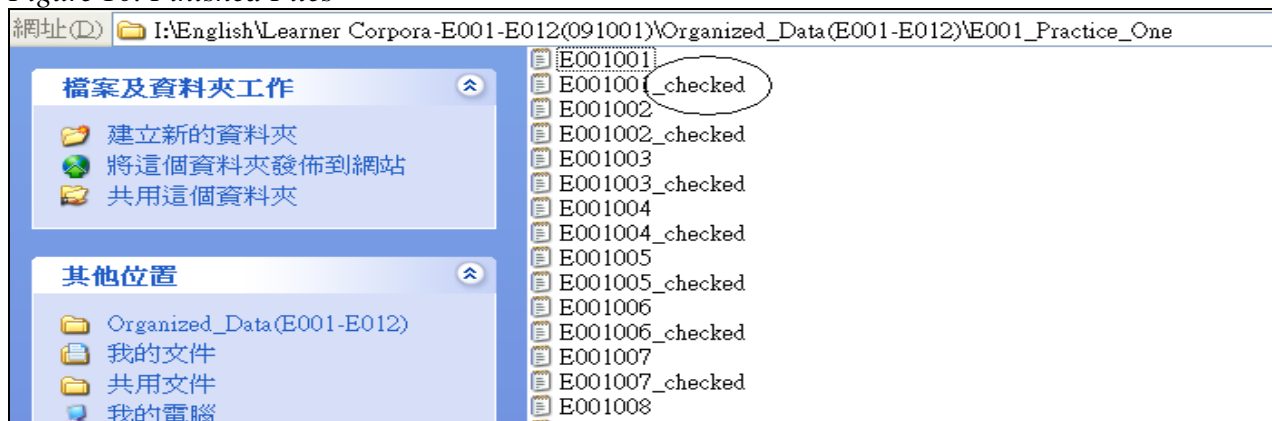 網址(D) I:\English\Learner Corpora-E001-E012(091001)\Organized_Data(E001-E012)\E001_Practice_One
檔案及資料夾工作
建立新的資料夾
將這個資料夾發佈到網站
共用這個資料夾
其他位置
Organized_Data(E001-E012)
我的文件
共用文件
我的電腦
E001001
E001001_checked
E001002
E001002_checked
E001003
E001003_checked
E001004
E001004_checked
E001005
E001005_checked
E001006
E001006_checked
E001007
E001007_checked
E001008